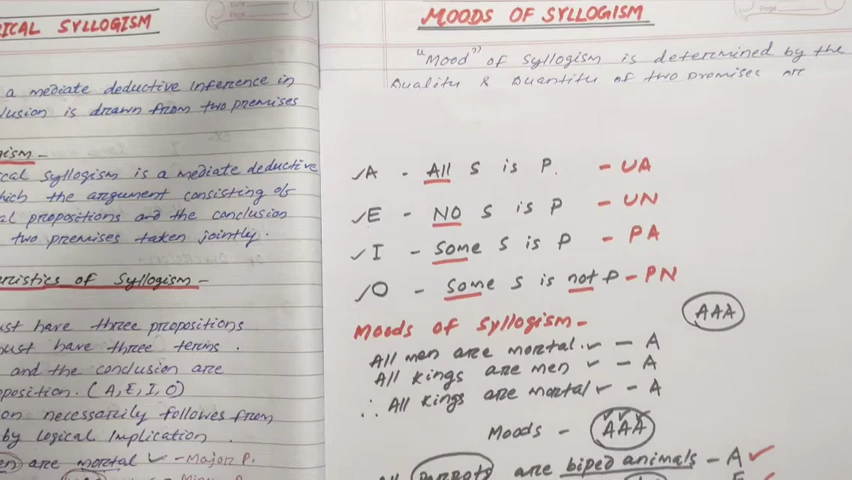 ICAL SYLLOGISM
a mediate deductive inference in
lusion is drawn from two premises
gism -
cal syllogism is a mediate deductive
hich the argument consisting of
al propositions and the conclusion
two premises taken jointly.
eristics of Syllogism -
ust have three propositions
must have three terms.
and the conclusion are
position. (A, E, I, O)
on necessarily follows from
by logical Implication.
en are mortal ✓ - Major P.
MOODS OF SYLLOGISM
"Mood" of syllogism is determined by the
Quality & Quantity of two premises are
✓A - All S is P. - UA
✓E - NO S is P - UN
✓I - Some S is P - PA
✓O - Some S is not P - PN
AAA
Moods of Syllogism -
All men are mortal ✓ - A
All kings are men ✓ - A
∴ All kings are mortal ✓ - A
Moods - AAA
Parrots are biped animals - A ✓